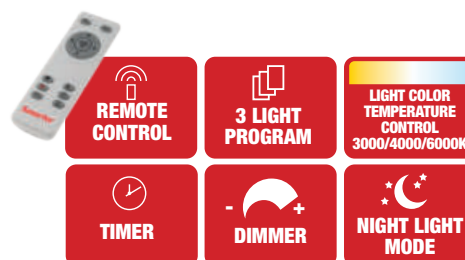 REMOTE
CONTROL
3 LIGHT
PROGRAM
LIGHT COLOR
TEMPERATURE
CONTROL
3000/4000/6000K
TIMER
- +
DIMMER
NIGHT LIGHT
MODE